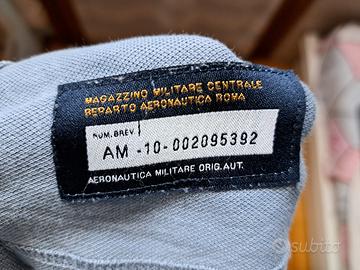 MAGAZZINO MILITARE CENTRALE
REPARTO AERONAUTICA ROMA
NUM.BREV.
AM -10-002095392
AERONAUTICA MILITARE ORIG.AUT.
subito